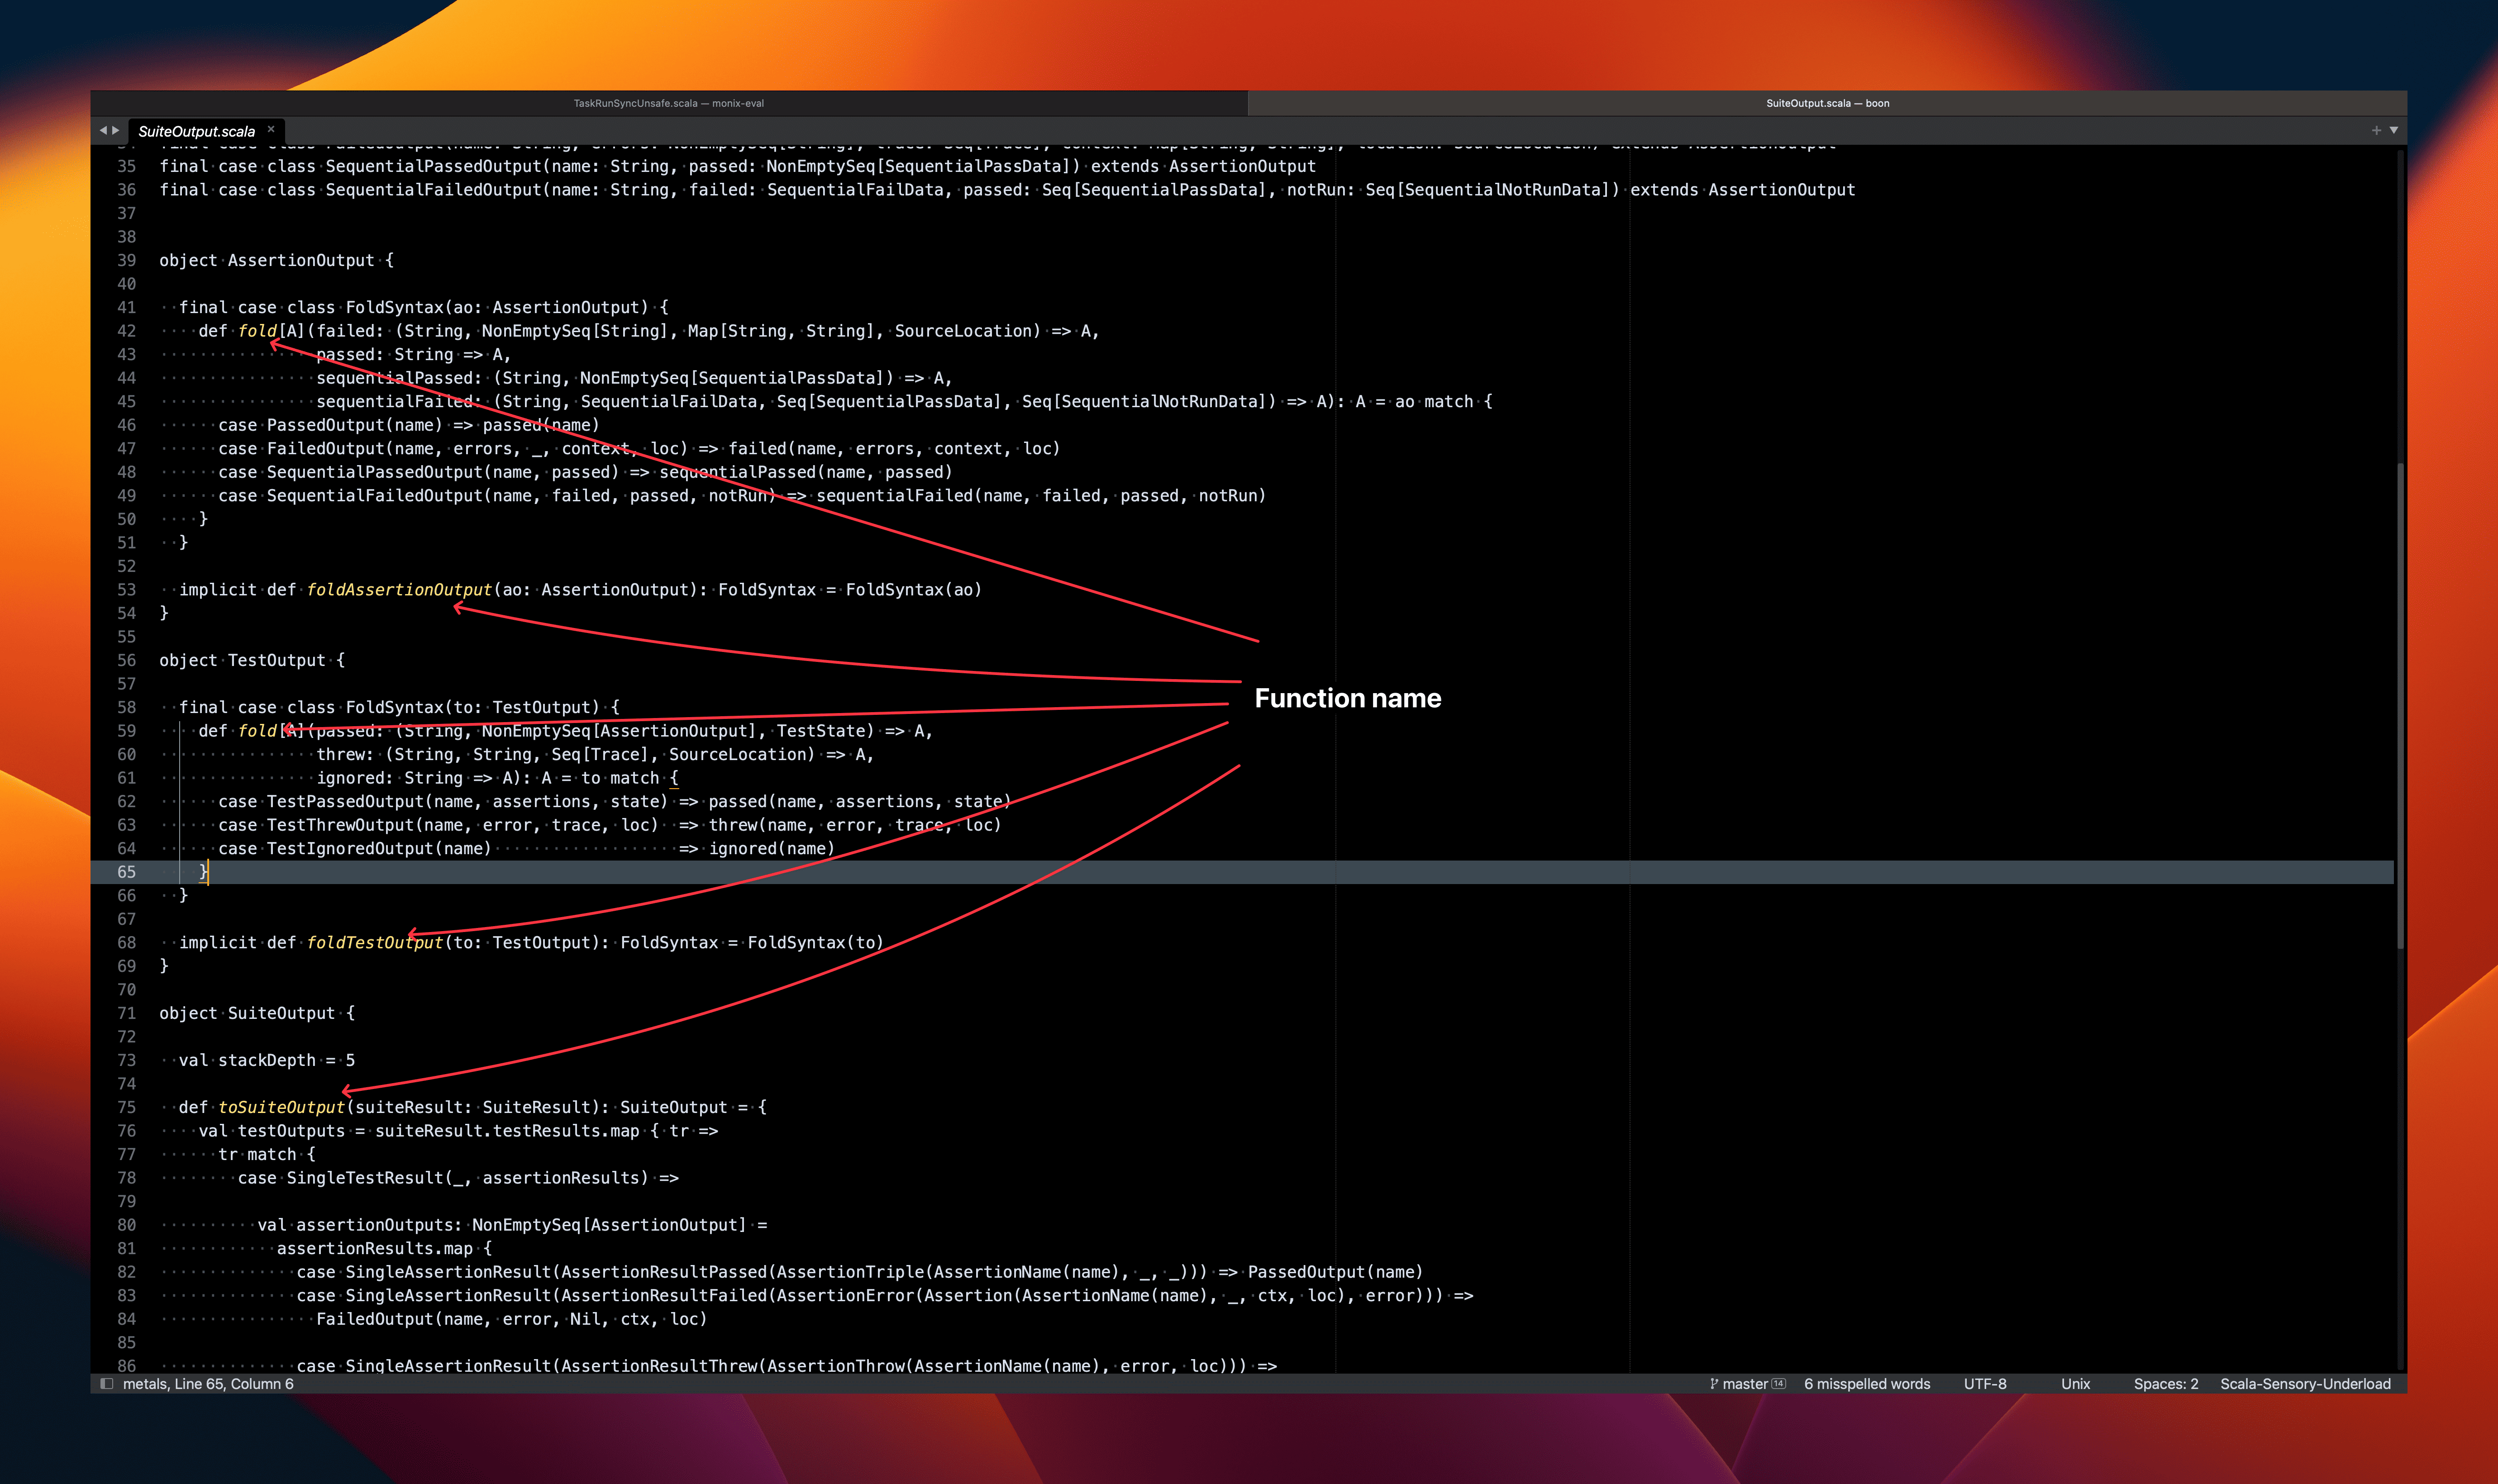 TaskRunSyncUnsafe.scala — monix-eval
SuiteOutput.scala — boon
SuiteOutput.scala ×
35 final case class SequentialPassedOutput(name: String, passed: NonEmptySeq[SequentialPassData]) extends AssertionOutput
36 final case class SequentialFailedOutput(name: String, failed: SequentialFailData, passed: Seq[SequentialPassData], notRun: Seq[SequentialNotRunData]) extends AssertionOutput
37
38
39 object AssertionOutput {
40
41   final case class FoldSyntax(ao: AssertionOutput) {
42     def fold[A](failed: (String, NonEmptySeq[String], Map[String, String], SourceLocation) => A,
43                 passed: String => A,
44                 sequentialPassed: (String, NonEmptySeq[SequentialPassData]) => A,
45                 sequentialFailed: (String, SequentialFailData, Seq[SequentialPassData], Seq[SequentialNotRunData]) => A): A = ao match {
46       case PassedOutput(name) => passed(name)
47       case FailedOutput(name, errors, _, context, loc) => failed(name, errors, context, loc)
48       case SequentialPassedOutput(name, passed) => sequentialPassed(name, passed)
49       case SequentialFailedOutput(name, failed, passed, notRun) => sequentialFailed(name, failed, passed, notRun)
50     }
51   }
52
53   implicit def foldAssertionOutput(ao: AssertionOutput): FoldSyntax = FoldSyntax(ao)
54 }
55
56 object TestOutput {
57
Function name
58   final case class FoldSyntax(to: TestOutput) {
59     def fold[A](passed: (String, NonEmptySeq[AssertionOutput], TestState) => A,
60                 threw: (String, String, Seq[Trace], SourceLocation) => A,
61                 ignored: String => A): A = to match {
62       case TestPassedOutput(name, assertions, state) => passed(name, assertions, state)
63       case TestThrewOutput(name, error, trace, loc)  => threw(name, error, trace, loc)
64       case TestIgnoredOutput(name)                   => ignored(name)
65     }
66   }
67
68   implicit def foldTestOutput(to: TestOutput): FoldSyntax = FoldSyntax(to)
69 }
70
71 object SuiteOutput {
72
73   val stackDepth = 5
74
75   def toSuiteOutput(suiteResult: SuiteResult): SuiteOutput = {
76     val testOutputs = suiteResult.testResults.map { tr =>
77       tr match {
78         case SingleTestResult(_, assertionResults) =>
79
80           val assertionOutputs: NonEmptySeq[AssertionOutput] =
81             assertionResults.map {
82               case SingleAssertionResult(AssertionResultPassed(AssertionTriple(AssertionName(name), _, _))) => PassedOutput(name)
83               case SingleAssertionResult(AssertionResultFailed(AssertionError(Assertion(AssertionName(name), _, ctx, loc), error))) =>
84                 FailedOutput(name, error, Nil, ctx, loc)
85
86               case SingleAssertionResult(AssertionResultThrew(AssertionThrow(AssertionName(name), error, loc))) =>
metals, Line 65, Column 6
master 14
6 misspelled words
UTF-8
Unix
Spaces: 2
Scala-Sensory-Underload